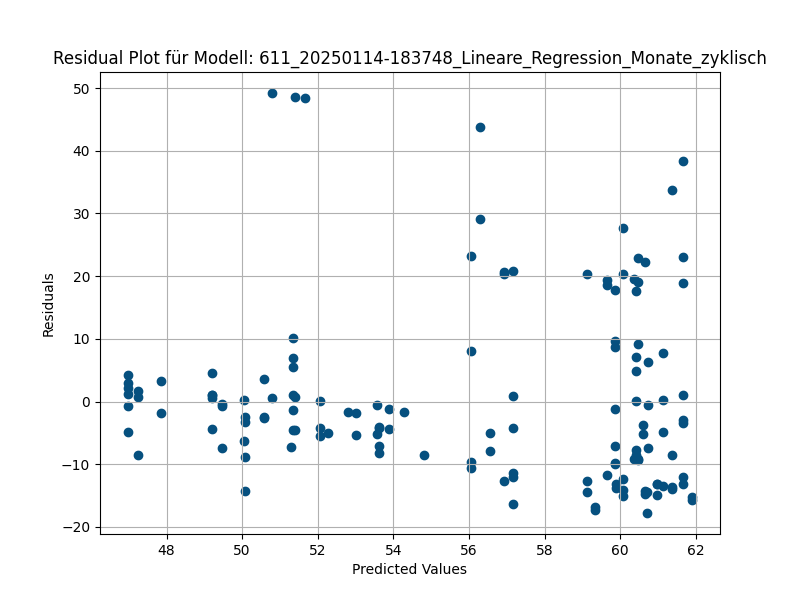 Residual Plot für Modell: 611_20250114-183748_Lineare_Regression_Monate_zyklisch
50
40
30
20
10
0
−10
−20
Residuals
48 50 52 54 56 58 60 62
Predicted Values